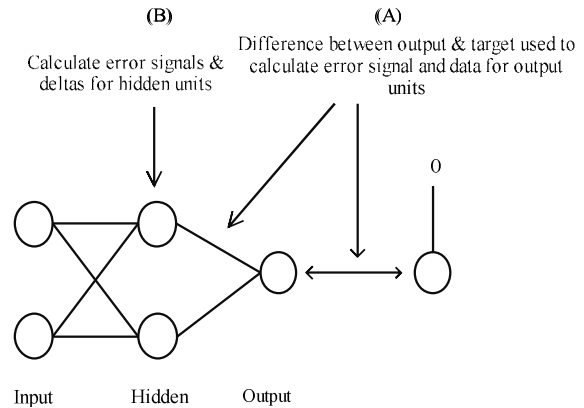 (B)
(A)
Calculate error signals &
deltas for hidden units
Difference between output & target used to
calculate error signal and data for output
units
0
Input
Hidden
Output